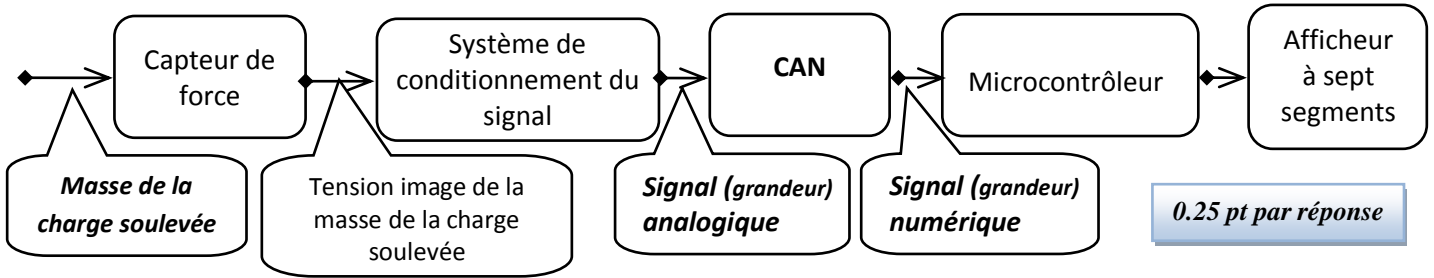 Capteur de
force
Système de
conditionnement du
signal
CAN
Microcontrôleur
Afficheur
à sept
segments
Masse de la
charge soulevée
Tension image de la
masse de la charge
soulevée
Signal (grandeur)
analogique
Signal (grandeur)
numérique
0.25 pt par réponse